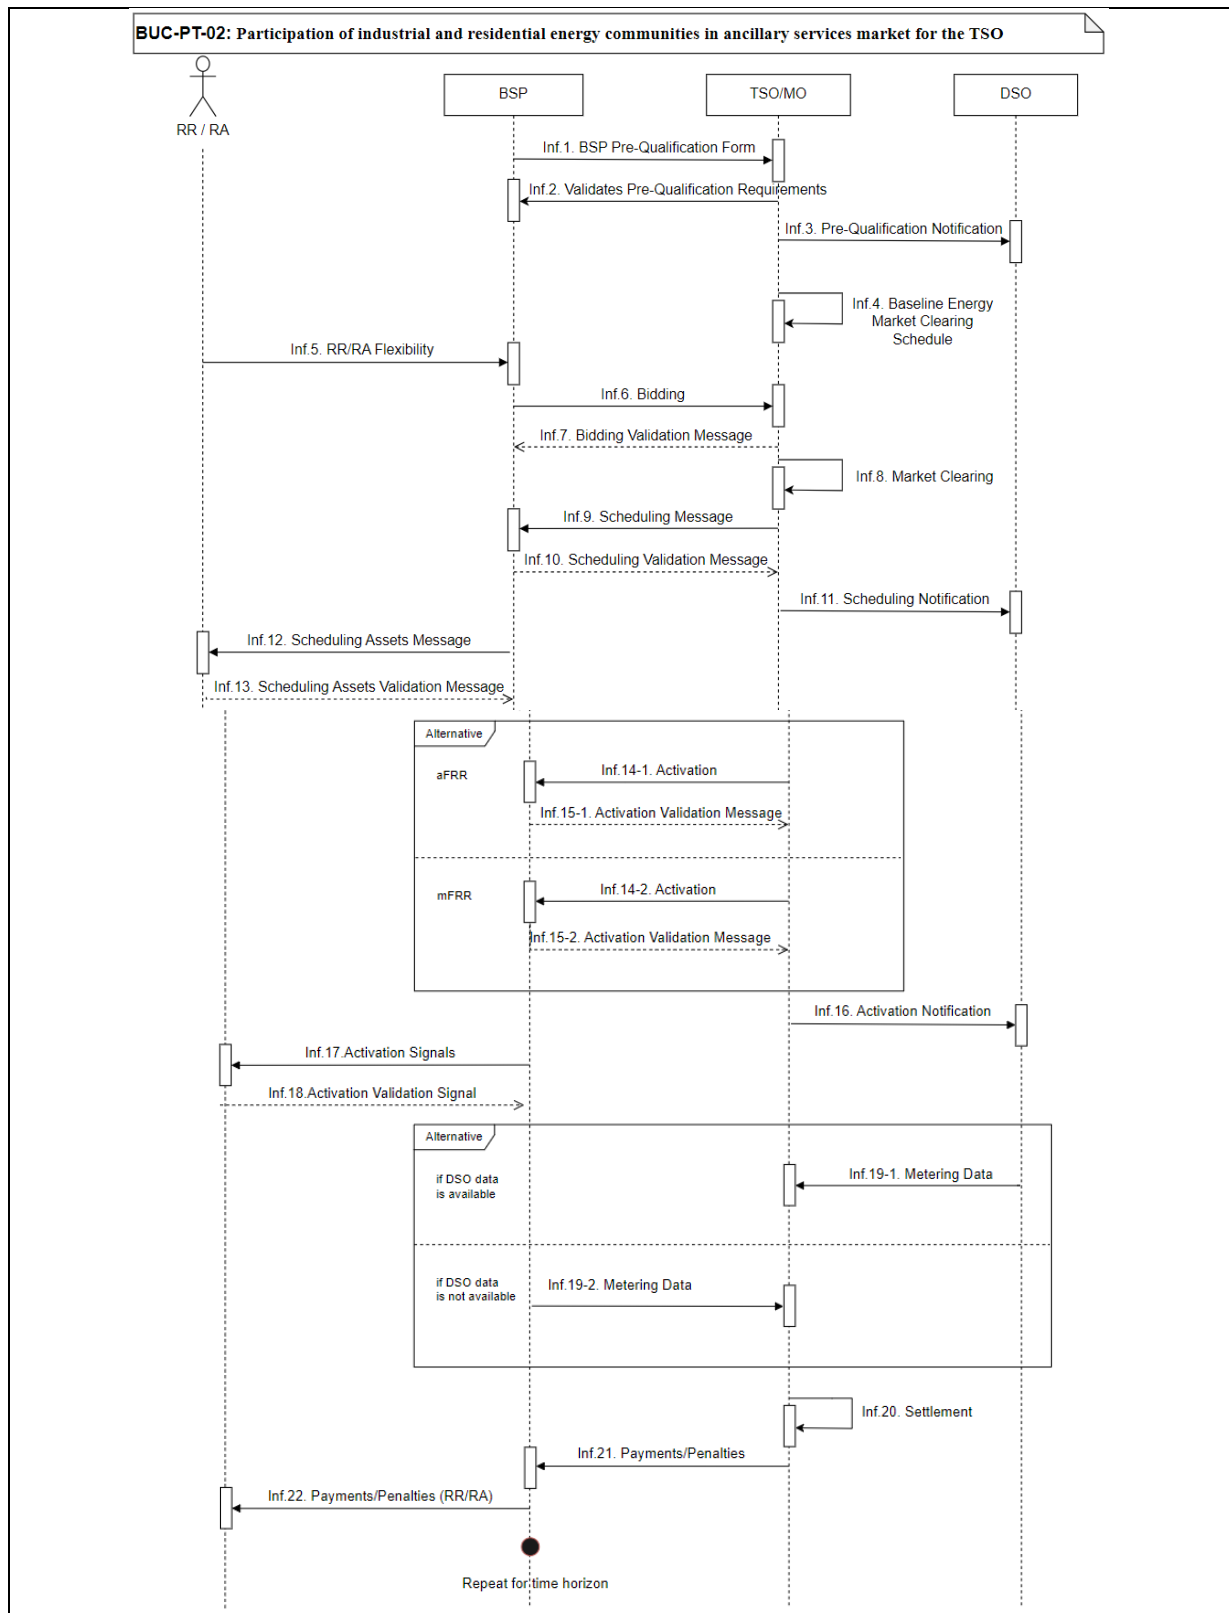 BUC-PT-02: Participation of industrial and residential energy communities in ancillary services market for the TSO
RR / RA
BSP
TSO/MO
DSO
Inf.1. BSP Pre-Qualification Form
Inf.2. Validates Pre-Qualification Requirements
Inf.3. Pre-Qualification Notification
Inf.4. Baseline Energy
Market Clearing
Schedule
Inf.5. RR/RA Flexibility
Inf.6. Bidding
Inf.7. Bidding Validation Message
Inf.8. Market Clearing
Inf.9. Scheduling Message
Inf.10. Scheduling Validation Message
Inf.11. Scheduling Notification
Inf.12. Scheduling Assets Message
Inf.13. Scheduling Assets Validation Message
Alternative
aFRR
Inf.14-1. Activation
Inf.15-1. Activation Validation Message
mFRR
Inf.14-2. Activation
Inf.15-2. Activation Validation Message
Inf.16. Activation Notification
Inf.17.Activation Signals
Inf.18.Activation Validation Signal
Alternative
if DSO data
is available
Inf.19-1. Metering Data
if DSO data
is not available
Inf.19-2. Metering Data
Inf.20. Settlement
Inf.21. Payments/Penalties
Inf.22. Payments/Penalties (RR/RA)
Repeat for time horizon